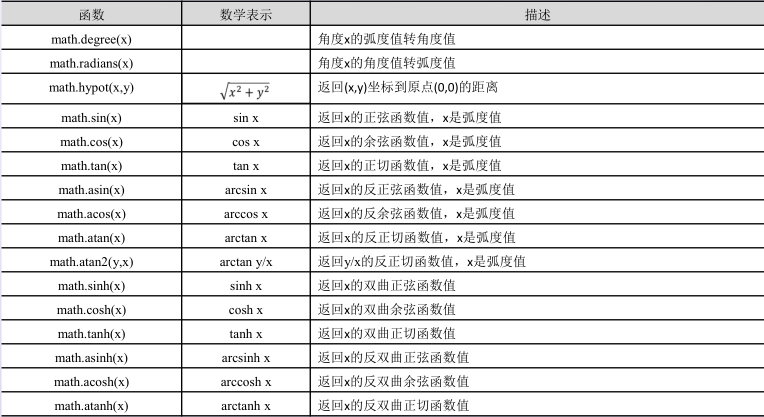 函数 数学表示 描述
math.degree(x) 角度x的弧度值转角度值
math.radians(x) 角度x的角度值转弧度值
math.hypot(x,y) √(x² + y²) 返回(x,y)坐标到原点(0,0)的距离
math.sin(x) sin x 返回x的正弦函数值，x是弧度值
math.cos(x) cos x 返回x的余弦函数值，x是弧度值
math.tan(x) tan x 返回x的正切函数值，x是弧度值
math.asin(x) arcsin x 返回x的反正弦函数值，x是弧度值
math.acos(x) arccos x 返回x的反余弦函数值，x是弧度值
math.atan(x) arctan x 返回x的反正切函数值，x是弧度值
math.atan2(y,x) arctan y/x 返回y/x的反正切函数值，x是弧度值
math.sinh(x) sinh x 返回x的双曲正弦函数值
math.cosh(x) cosh x 返回x的双曲余弦函数值
math.tanh(x) tanh x 返回x的双曲正切函数值
math.asinh(x) arcsinh x 返回x的反双曲正弦函数值
math.acosh(x) arccosh x 返回x的反双曲余弦函数值
math.atanh(x) arctanh x 返回x的反双曲正切函数值